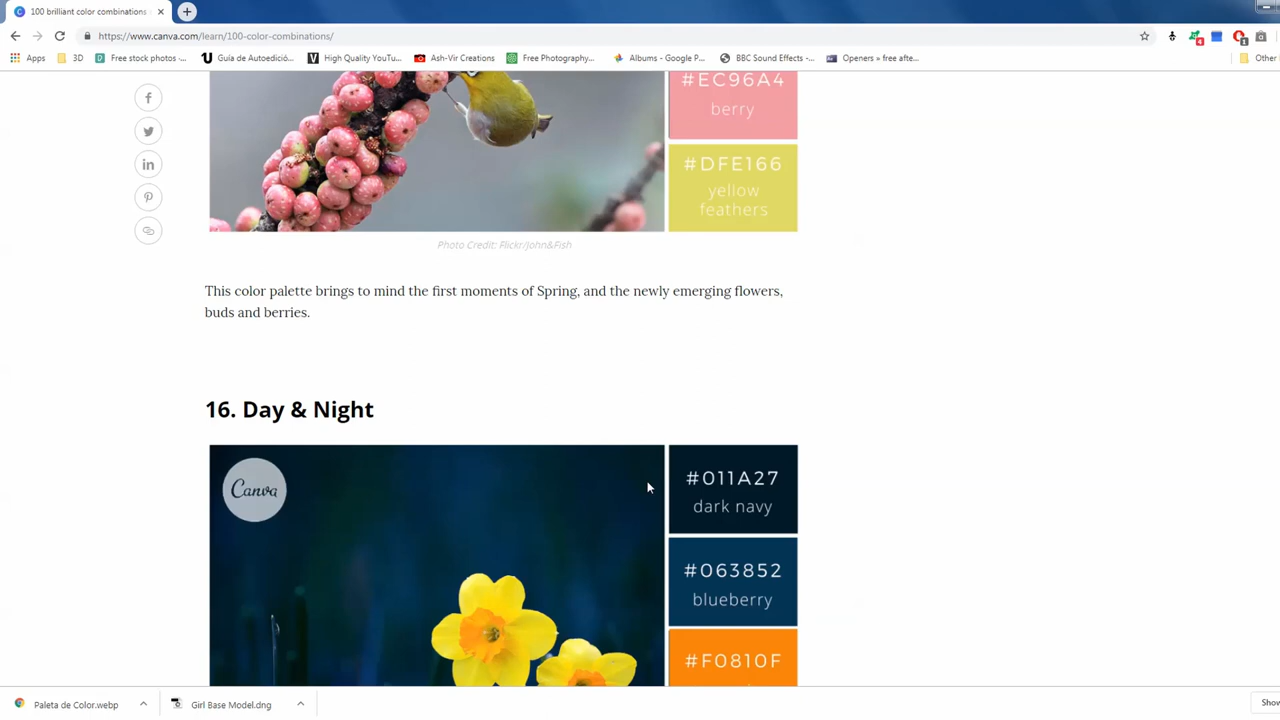 100 brilliant color combinations
https://www.canva.com/learn/100-color-combinations/
Apps
3D
Free stock photos ·...
Guía de Autoedició...
High Quality YouTu...
Ash-Vir Creations
Free Photography...
Albums - Google P...
BBC Sound Effects -...
Openers » free afte...
Other
#EC96A4
berry
#DFE166
yellow
feathers
Photo Credit: Flickr/John&Fish
This color palette brings to mind the first moments of Spring, and the newly emerging flowers,
buds and berries.
16. Day & Night
Canva
#011A27
dark navy
#063852
blueberry
#F0810F
Paleta de Color.webp
Girl Base Model.dng
Show